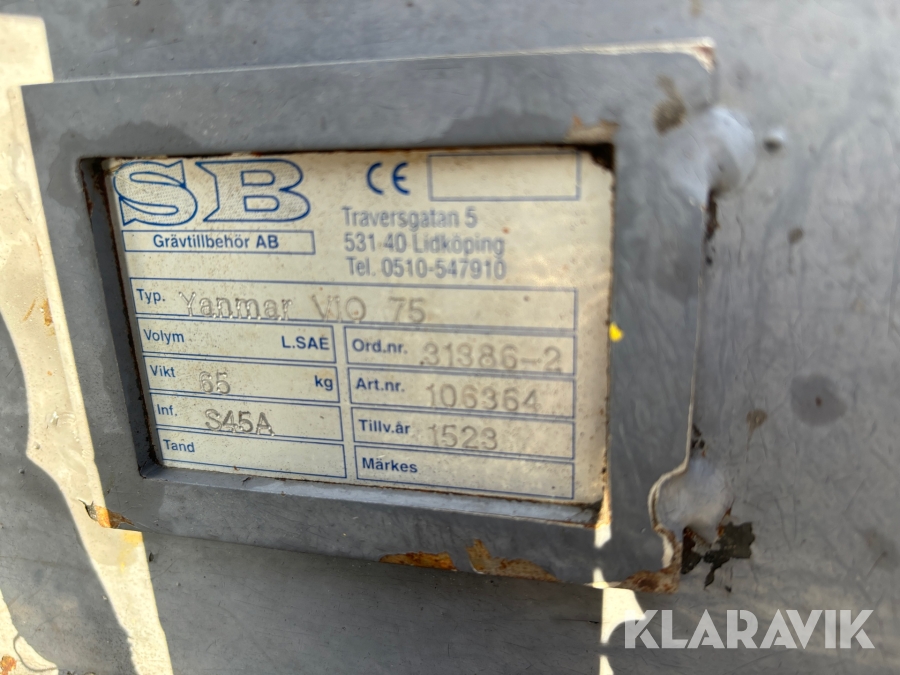 SB
Grävtillbehör AB
CE
Traversgatan 5
531 40 Lidköping
Tel. 0510-547910
Typ. Yanmar VIO 75
Volym L.SAE
Ord.nr. 31386-2
Vikt 65 kg
Art.nr. 106364
Inf. S45A
Tillv.år 1523
Tand
Märkes
KLARAVIK